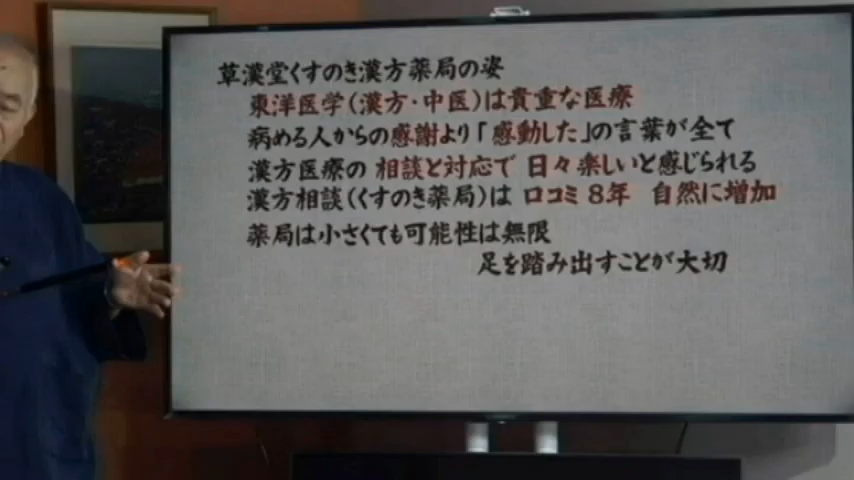 草漢堂くすのき漢方薬局の姿
東洋医学(漢方・中医)は貴重な医療
病める人からの感謝より「感動した」の言葉が全て
漢方医療の 相談と対応で 日々楽しいと感じられる
漢方相談(くすのき薬局)は 口コミ 8年 自然に増加
薬局は小さくても可能性は無限
足を踏み出すことが大切